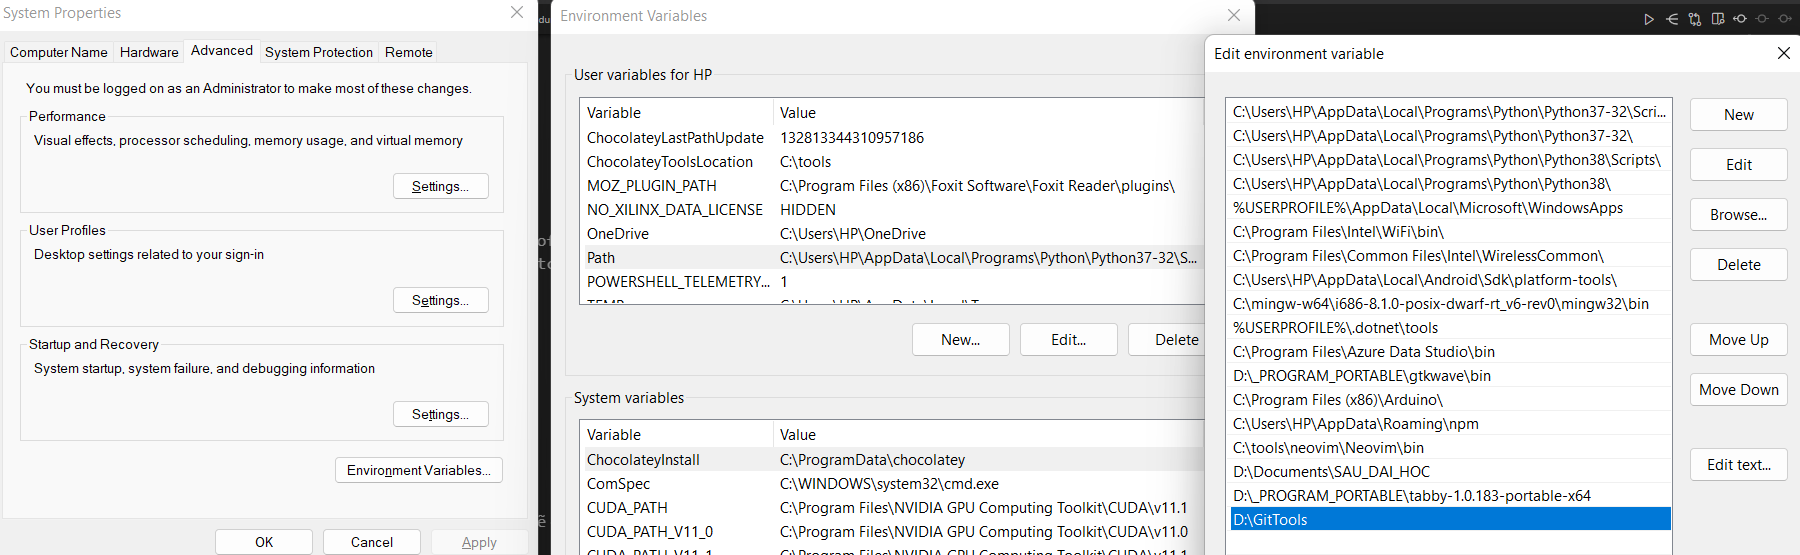 System Properties
Computer Name
Hardware
Advanced
System Protection
Remote
You must be logged on as an Administrator to make most of these changes.
Performance
Visual effects, processor scheduling, memory usage, and virtual memory
Settings...
User Profiles
Desktop settings related to your sign-in
Settings...
Startup and Recovery
System startup, system failure, and debugging information
Settings...
Environment Variables...
OK
Cancel
Apply
Environment Variables
User variables for HP
Variable Value
ChocolateyLastPathUpdate 132813344310957186
ChocolateyToolsLocation C:\tools
MOZ_PLUGIN_PATH C:\Program Files (x86)\Foxit Software\Foxit Reader\plugins\
NO_XILINX_DATA_LICENSE HIDDEN
OneDrive C:\Users\HP\OneDrive
Path C:\Users\HP\AppData\Local\Programs\Python\Python37-32\S...
POWERSHELL_TELEMETRY... 1
New...
Edit...
Delete
System variables
Variable Value
ChocolateyInstall C:\ProgramData\chocolatey
ComSpec C:\WINDOWS\system32\cmd.exe
CUDA_PATH C:\Program Files\NVIDIA GPU Computing Toolkit\CUDA\v11.1
CUDA_PATH_V11_0 C:\Program Files\NVIDIA GPU Computing Toolkit\CUDA\v11.0
CUDA_PATH_V11_1 C:\Program Files\NVIDIA GPU Computing Toolkit\CUDA\v11.1
Edit environment variable
C:\Users\HP\AppData\Local\Programs\Python\Python37-32\Scri...
C:\Users\HP\AppData\Local\Programs\Python\Python37-32\
C:\Users\HP\AppData\Local\Programs\Python\Python38\Scripts\
C:\Users\HP\AppData\Local\Programs\Python\Python38\
%USERPROFILE%\AppData\Local\Microsoft\WindowsApps
C:\Program Files\Intel\WiFi\bin\
C:\Program Files\Common Files\Intel\WirelessCommon\
C:\Users\HP\AppData\Local\Android\Sdk\platform-tools\
C:\mingw-w64\i686-8.1.0-posix-dwarf-rt_v6-rev0\mingw32\bin
%USERPROFILE%\.dotnet\tools
C:\Program Files\Azure Data Studio\bin
D:\_PROGRAM_PORTABLE\gtkwave\bin
C:\Program Files (x86)\Arduino\
C:\Users\HP\AppData\Roaming\npm
C:\tools\neovim\Neovim\bin
D:\Documents\SAU_DAI_HOC
D:\_PROGRAM_PORTABLE\tabby-1.0.183-portable-x64
D:\GitTools
New
Edit
Browse...
Delete
Move Up
Move Down
Edit text...